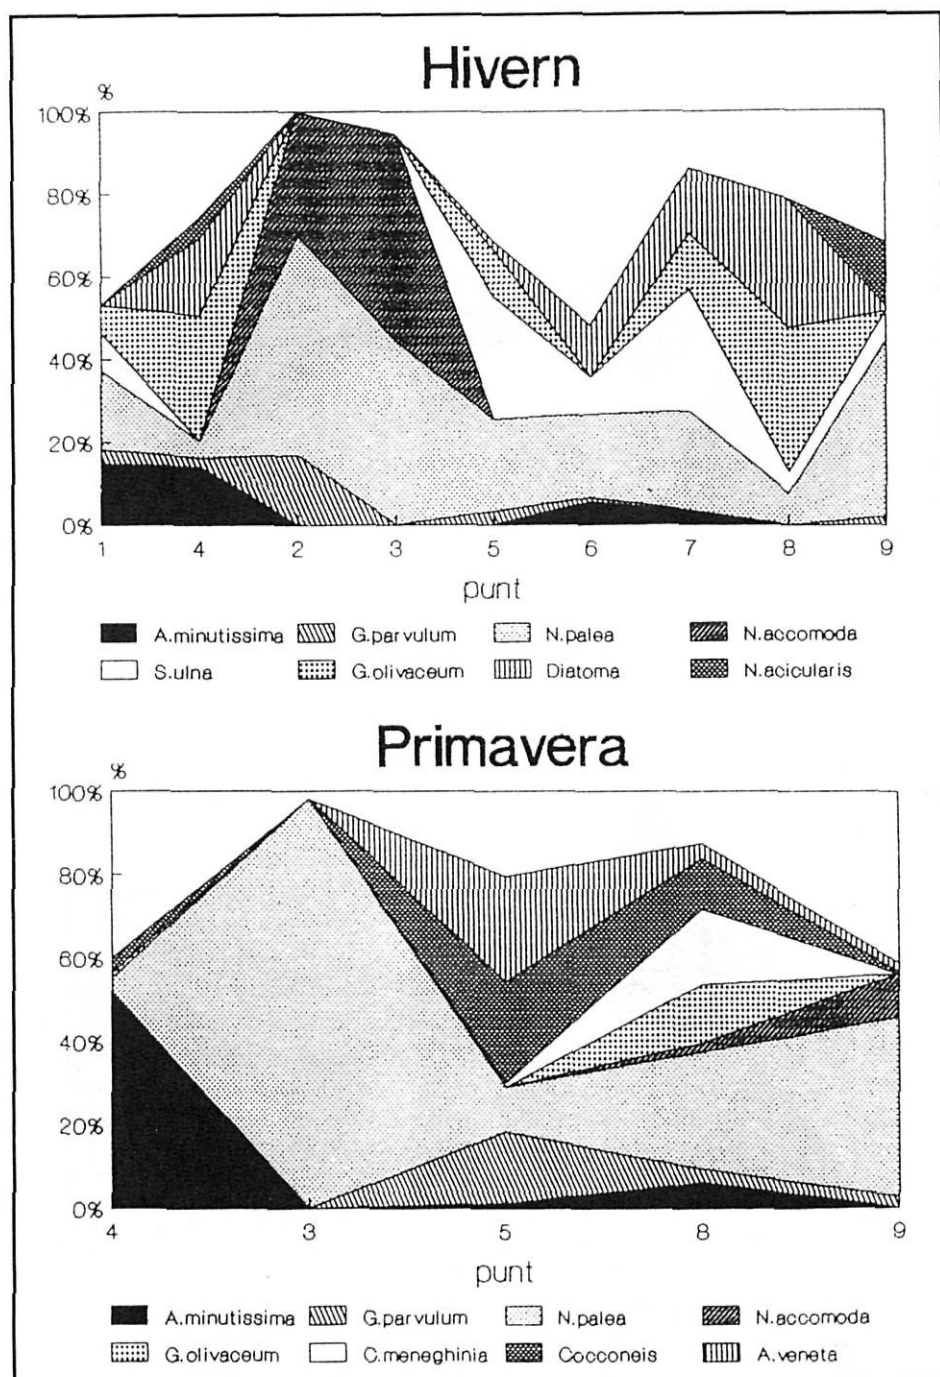 Hivern
%
100%
80%
60%
40%
20%
0%
1 4 2 3 5 6 7 8 9
punt
A.minutissima G.parvulum N.palea N.accomoda
S.ulna G.olivaceum Diatoma N.acicularis
Primavera
%
100%
80%
60%
40%
20%
0%
4 3 5 8 9
punt
A.minutissima G.parvulum N.palea N.accomoda
G.olivaceum C.meneghinia Cocconeis A.veneta